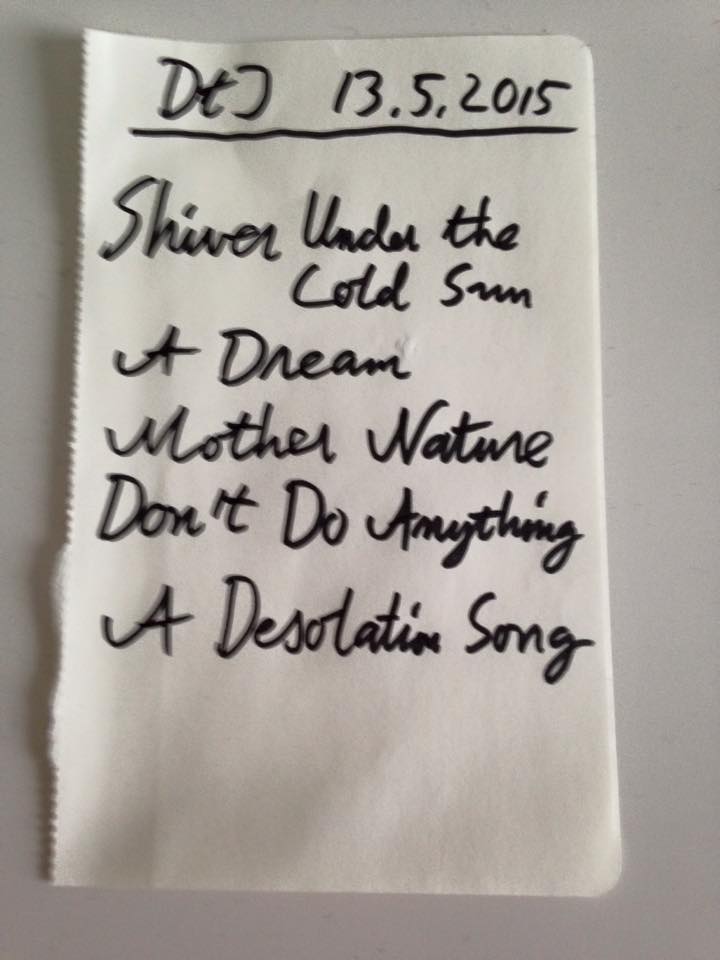 DtJ 13.5.2015
Shiver Under the
Cold Sun
A Dream
Mother Nature
Don't Do Anything
A Desolation Song